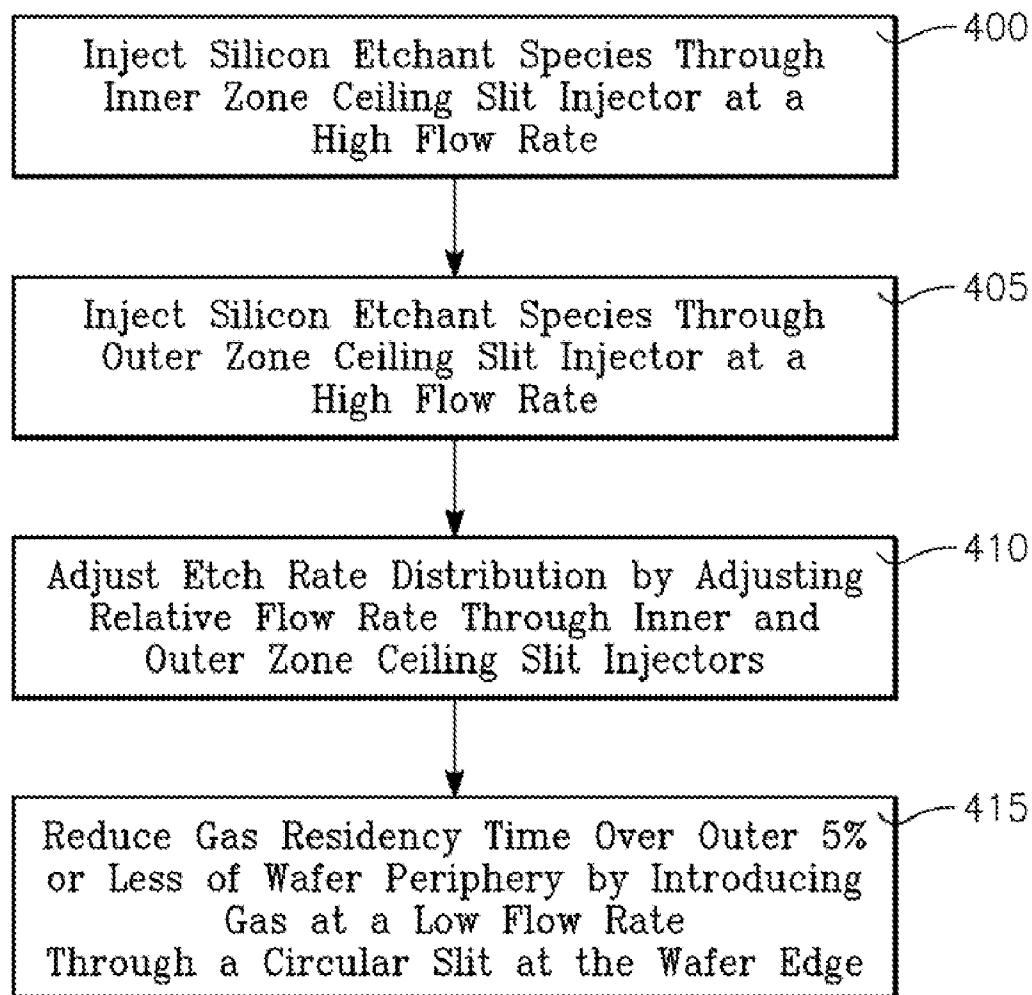 Inject Silicon Etchant Species Through
Inner Zone Ceiling Slit Injector at a
High Flow Rate
400
Inject Silicon Etchant Species Through
Outer Zone Ceiling Slit Injector at a
High Flow Rate
405
Adjust Etch Rate Distribution by Adjusting
Relative Flow Rate Through Inner and
Outer Zone Ceiling Slit Injectors
410
Reduce Gas Residency Time Over Outer 5%
or Less of Wafer Periphery by Introducing
Gas at a Low Flow Rate
Through a Circular Slit at the Wafer Edge
415